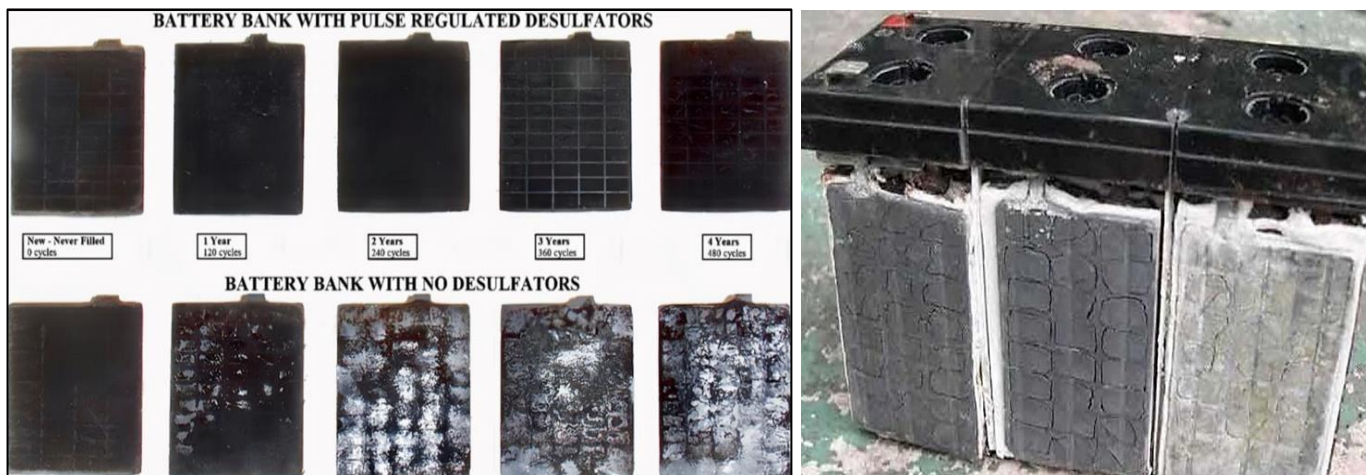 BATTERY BANK WITH PULSE REGULATED DESULFATORS
New - Never Filled
0 cycles
1 Year
120 cycles
2 Years
240 cycles
3 Years
360 cycles
4 Years
480 cycles
BATTERY BANK WITH NO DESULFATORS